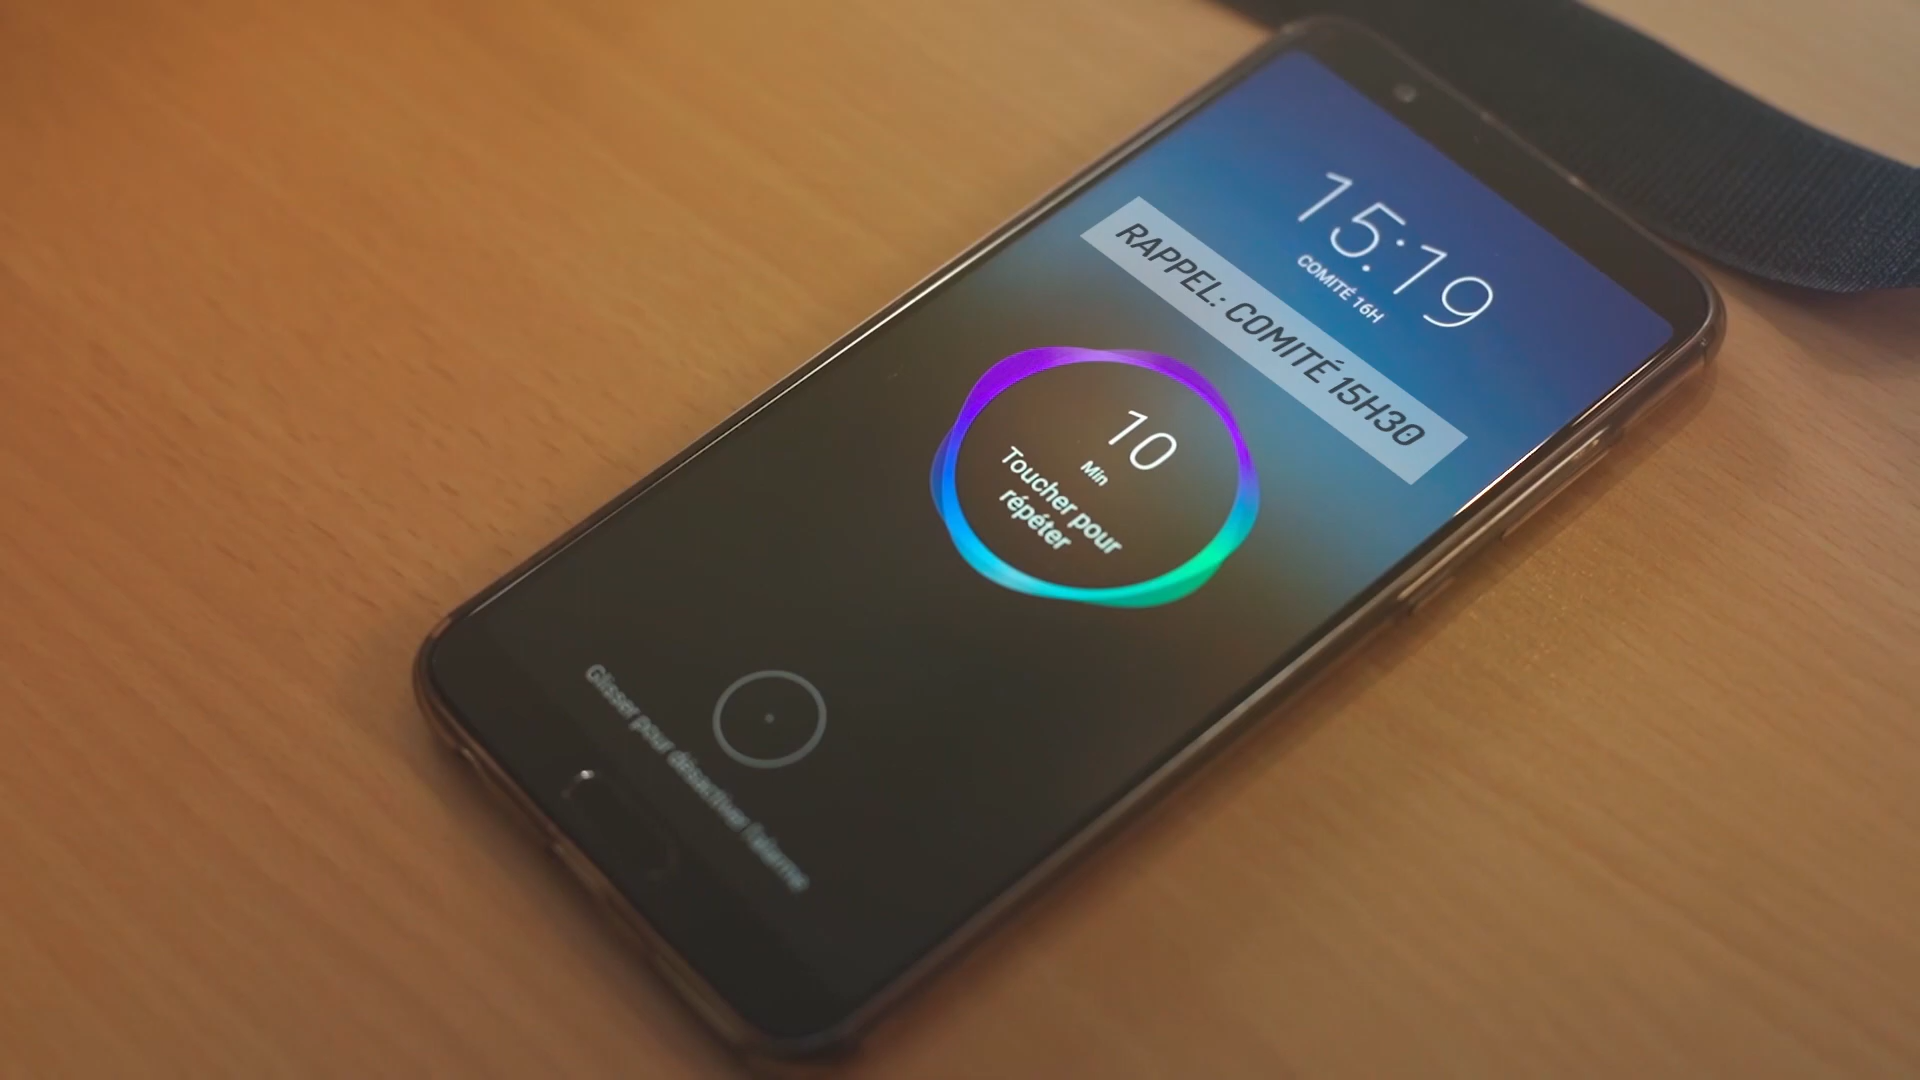 15:19
COMITÉ 16H
RAPPEL: COMITÉ 15H30
10
Min
Toucher pour
répéter
Glisser pour désactiver l'alarme